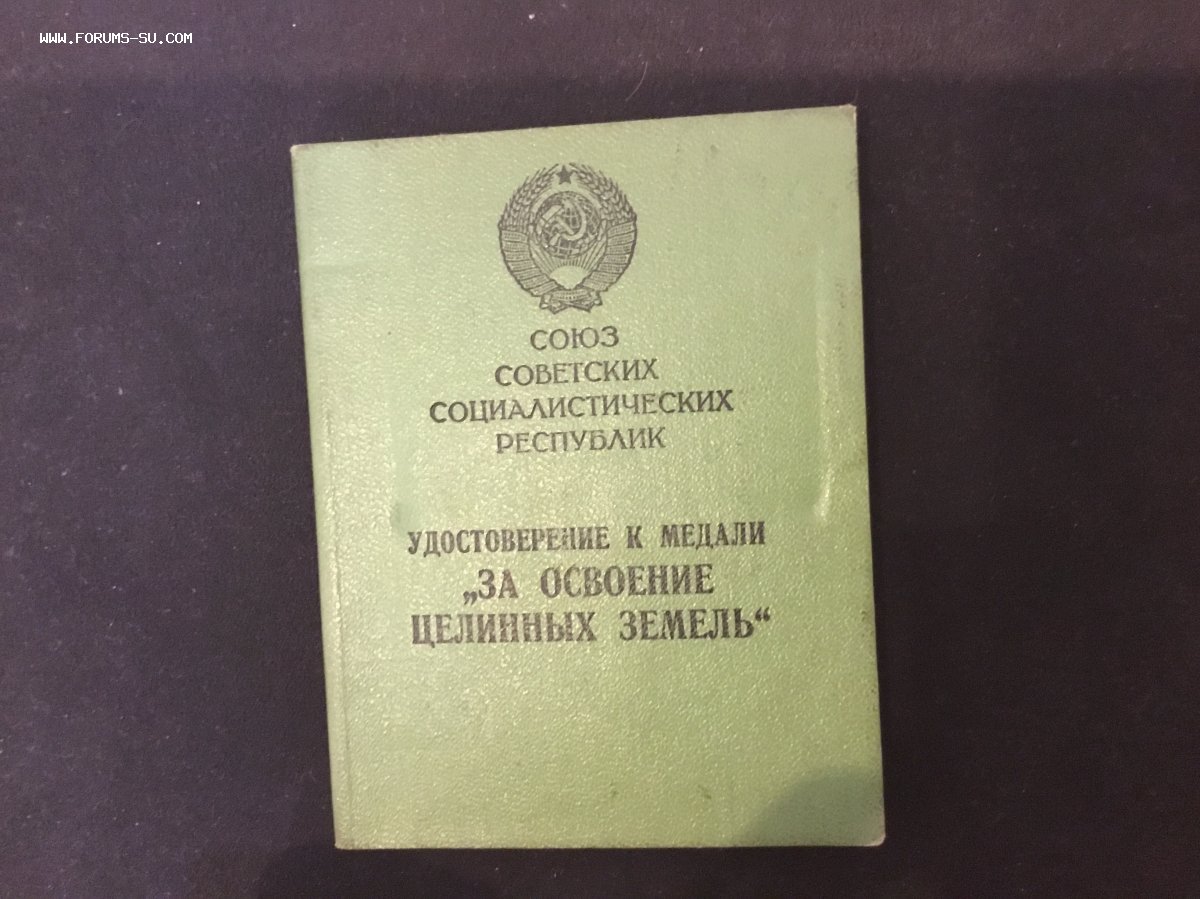 WWW.FORUMS-SU.COM
СОЮЗ
СОВЕТСКИХ
СОЦИАЛИСТИЧЕСКИХ
РЕСПУБЛИК
УДОСТОВЕРЕНИЕ К МЕДАЛИ
„ЗА ОСВОЕНИЕ
ЦЕЛИННЫХ ЗЕМЕЛЬ“